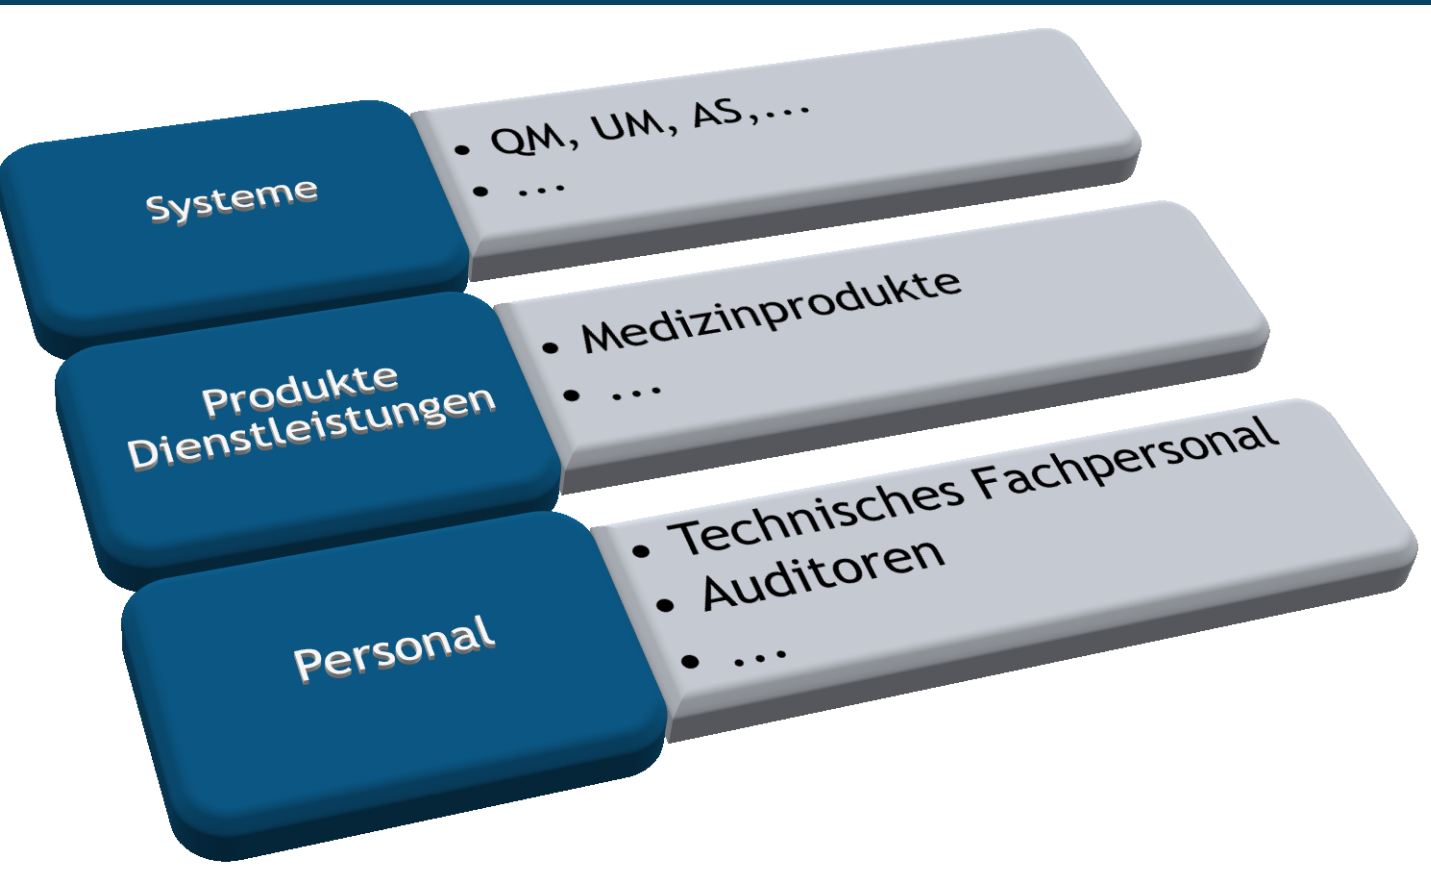 Systeme
• QM, UM, AS,...
• ...
Produkte
Dienstleistungen
• Medizinprodukte
• ...
Personal
• Technisches Fachpersonal
• Auditoren
• ...